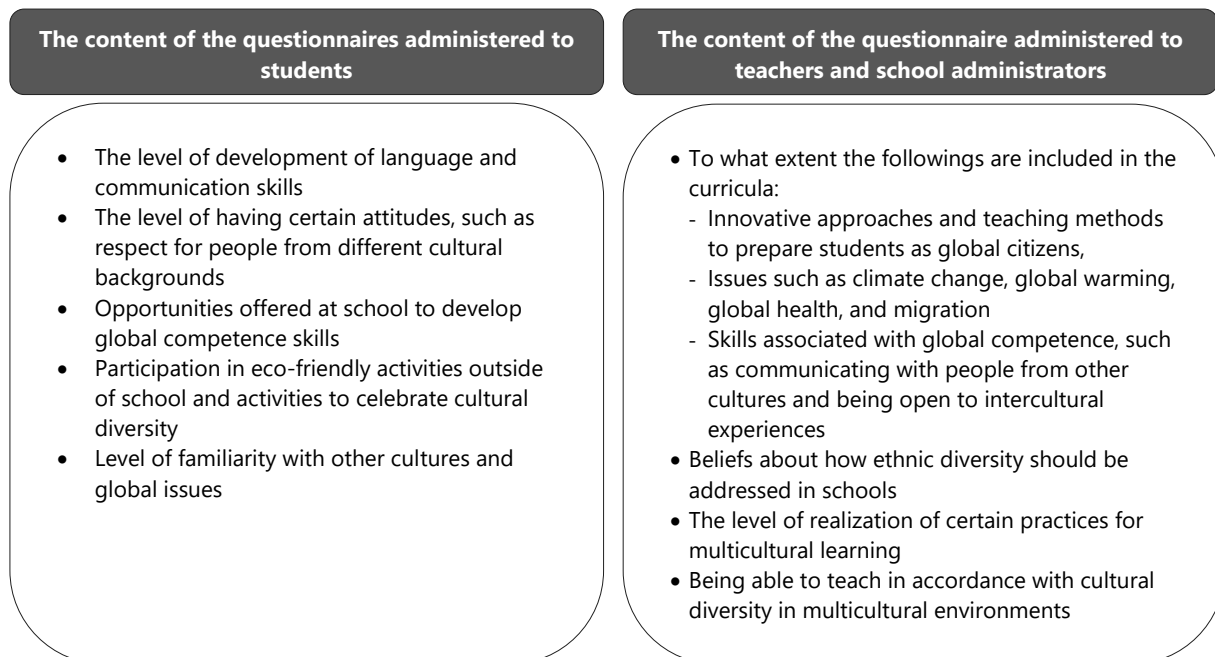 The content of the questionnaires administered to
students
• The level of development of language and
communication skills
• The level of having certain attitudes, such as
respect for people from different cultural
backgrounds
• Opportunities offered at school to develop
global competence skills
• Participation in eco-friendly activities outside
of school and activities to celebrate cultural
diversity
• Level of familiarity with other cultures and
global issues
The content of the questionnaire administered to
teachers and school administrators
• To what extent the followings are included in the
curricula:
- Innovative approaches and teaching methods
to prepare students as global citizens,
- Issues such as climate change, global warming,
global health, and migration
- Skills associated with global competence, such
as communicating with people from other
cultures and being open to intercultural
experiences
• Beliefs about how ethnic diversity should be
addressed in schools
• The level of realization of certain practices for
multicultural learning
• Being able to teach in accordance with cultural
diversity in multicultural environments